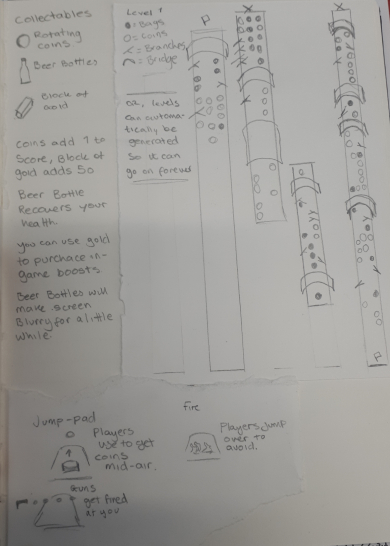 Collectables
Rotating
coins
Beer Bottles
Block of
gold
coins add 1 to
Score, Block of
gold adds 50
Beer Bottle
Recovers your
health.
you can use gold
to purchace in-
game boosts
Beer Bottles will
make screen
Blurry for a little
while.
Level 1
= Bugs
= Coins
= Branches
= Bridge
levels
can automa-
tically be
generated
So it can
go on forever
P
X
X
P
Jump-pad
Players
use to get
coins
mid-air.
Fire
Players jump
over to
avoid.
Guns
get fired
at you